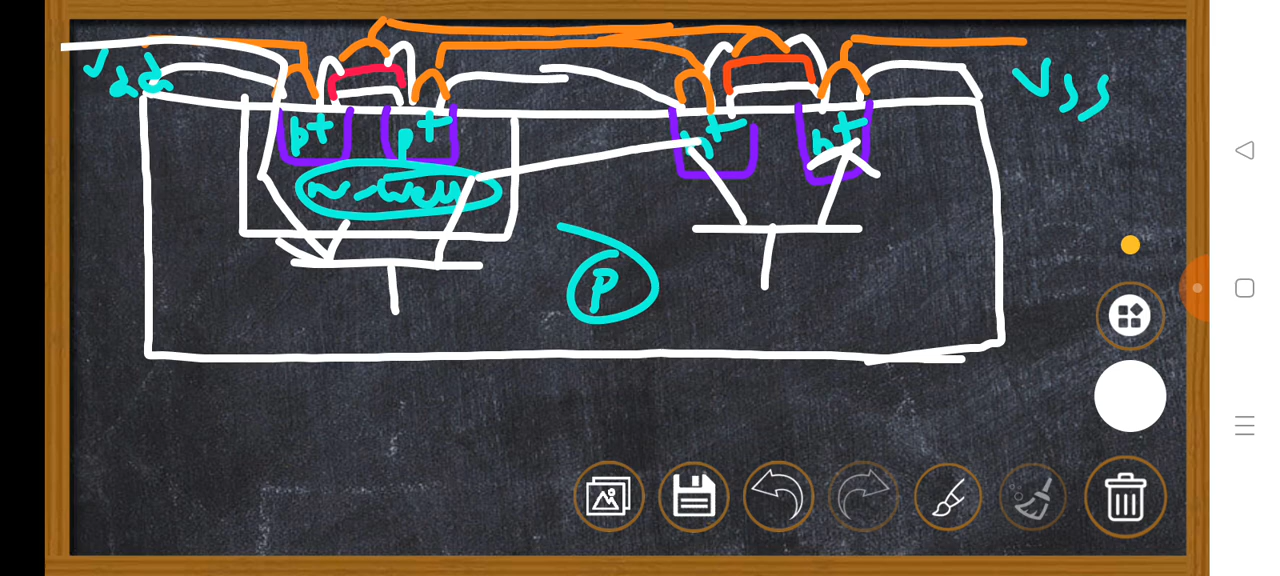 Vdd
Vss
p+ p+ n+ n+
n-well
P